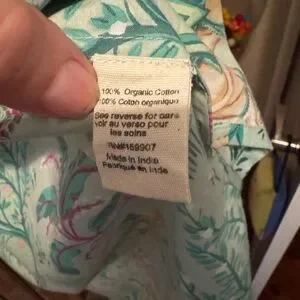 100% Organic Cotton
100% Coton organique
See reverse for care
voir au verso pour
les soins
RN#159907
Made in India
Fabriqué en Inde